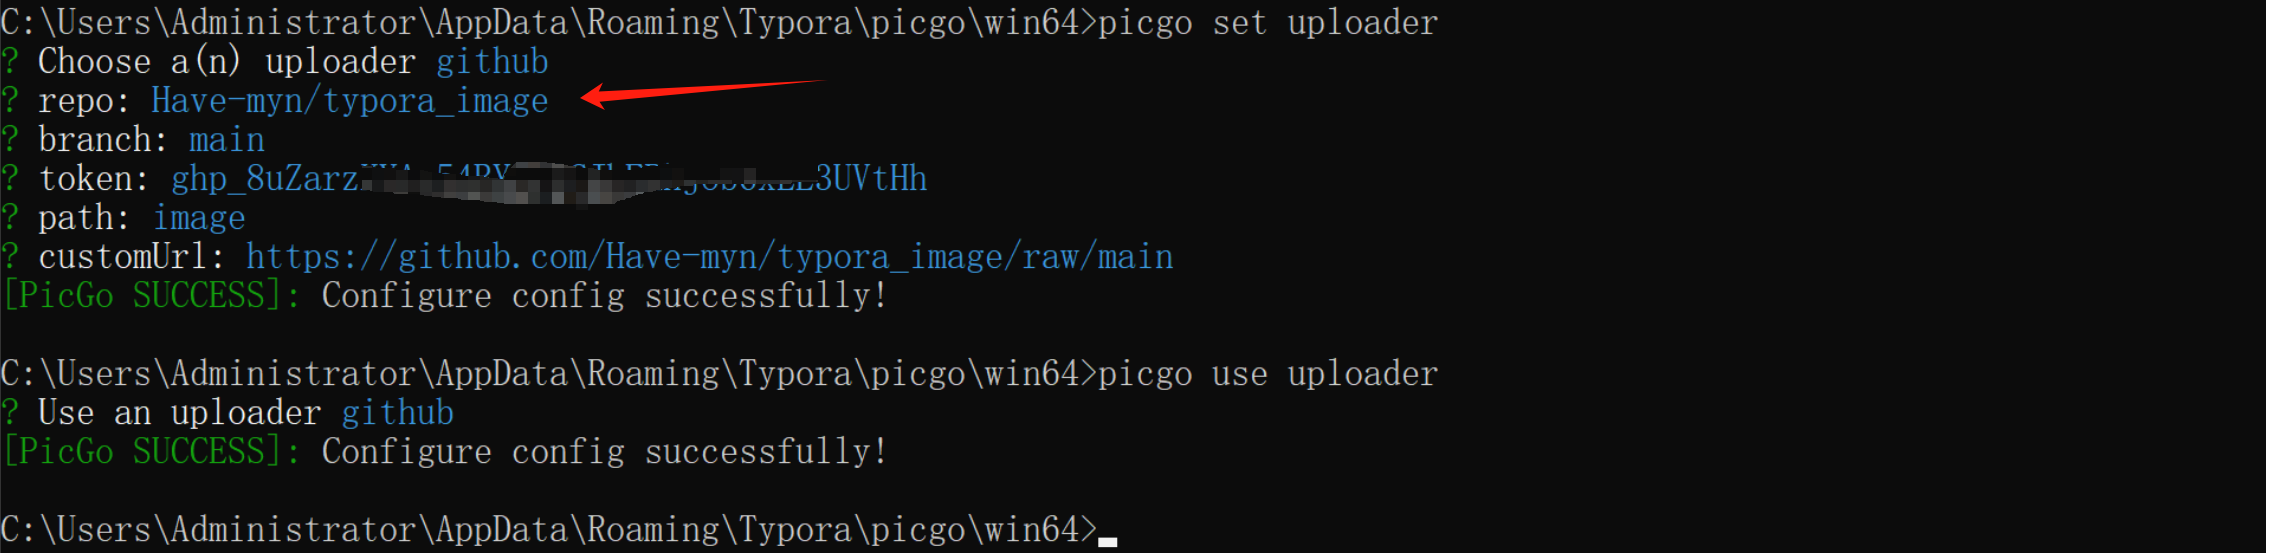 C:\Users\Administrator\AppData\Roaming\Typora\picgo\win64>picgo set uploader
? Choose a(n) uploader github
? repo: Have-myn/typora_image
? branch: main
? token:
? path: image
? customUrl: https://github.com/Have-myn/typora_image/raw/main
[PicGo SUCCESS]: Configure config successfully!
C:\Users\Administrator\AppData\Roaming\Typora\picgo\win64>picgo use uploader
? Use an uploader github
[PicGo SUCCESS]: Configure config successfully!
C:\Users\Administrator\AppData\Roaming\Typora\picgo\win64>